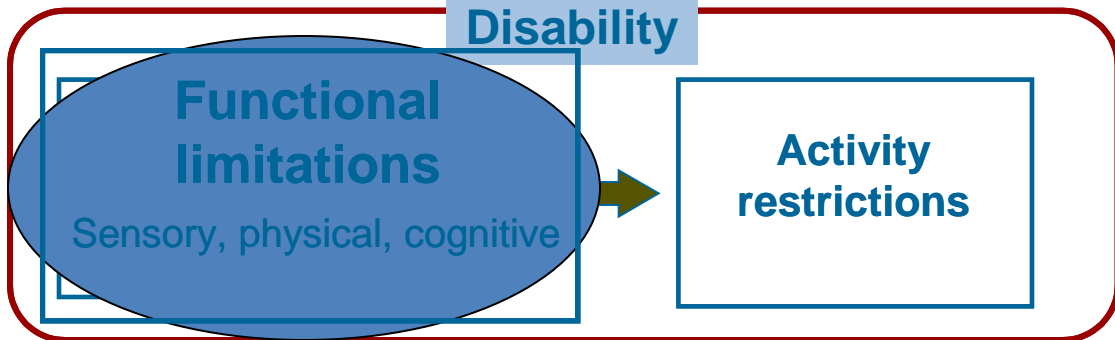 Disability
Functional
limitations
Sensory, physical, cognitive
Activity
restrictions